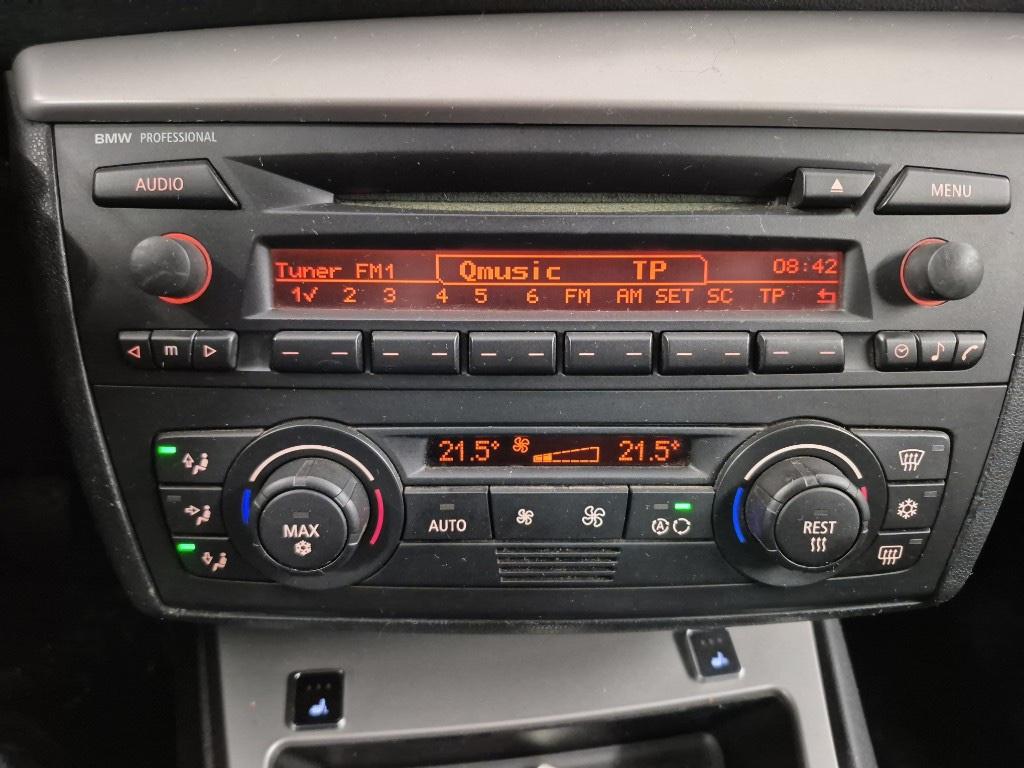 BMW PROFESSIONAL
AUDIO
MENU
Tuner FM1 Qmusic TP 08:42
1✓ 2 3 4 5 6 FM AM SET SC TP
m
21.5° 21.5°
MAX
AUTO
A
REST